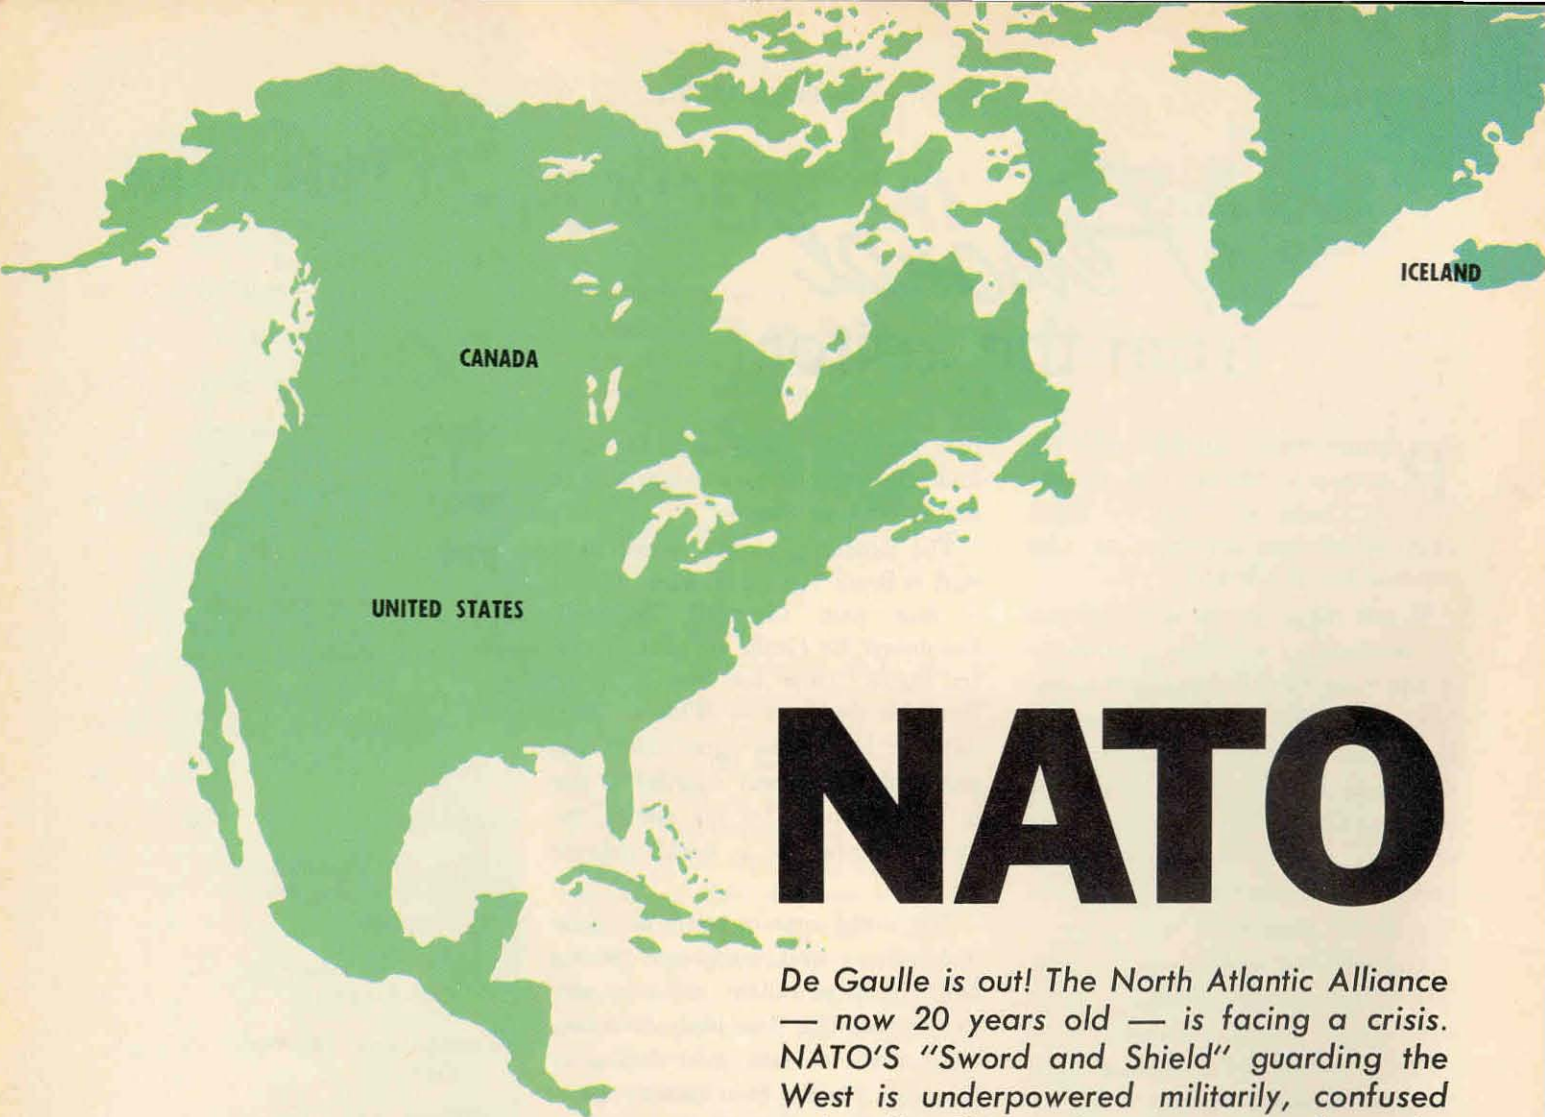 ICELAND
CANADA
UNITED STATES
NATO
De Gaulle is out! The North Atlantic Alliance
— now 20 years old — is facing a crisis.
NATO'S "Sword and Shield" guarding the
West is underpowered militarily, confused